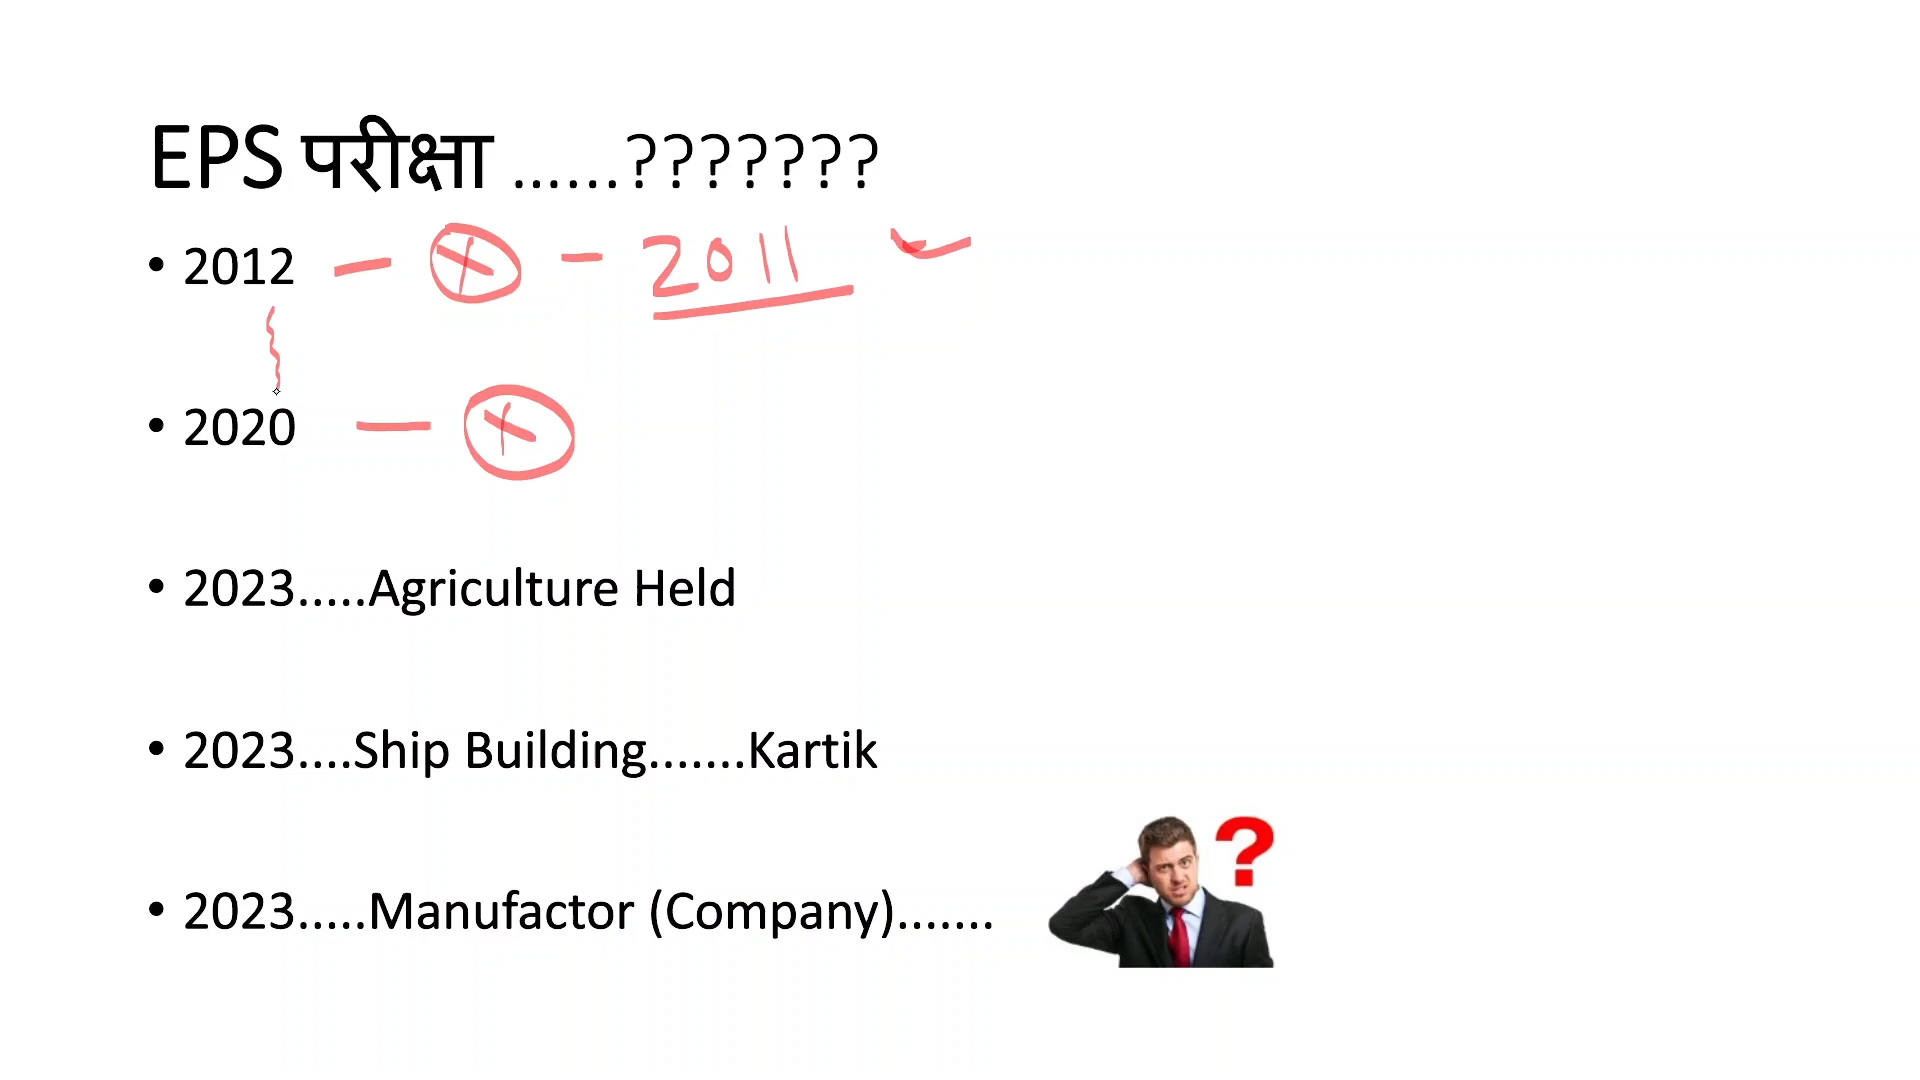 EPS परीक्षा ......???????
• 2012 - X - 2011
• 2020 - X
• 2023.....Agriculture Held
• 2023....Ship Building.......Kartik
• 2023.....Manufactor (Company).......
?